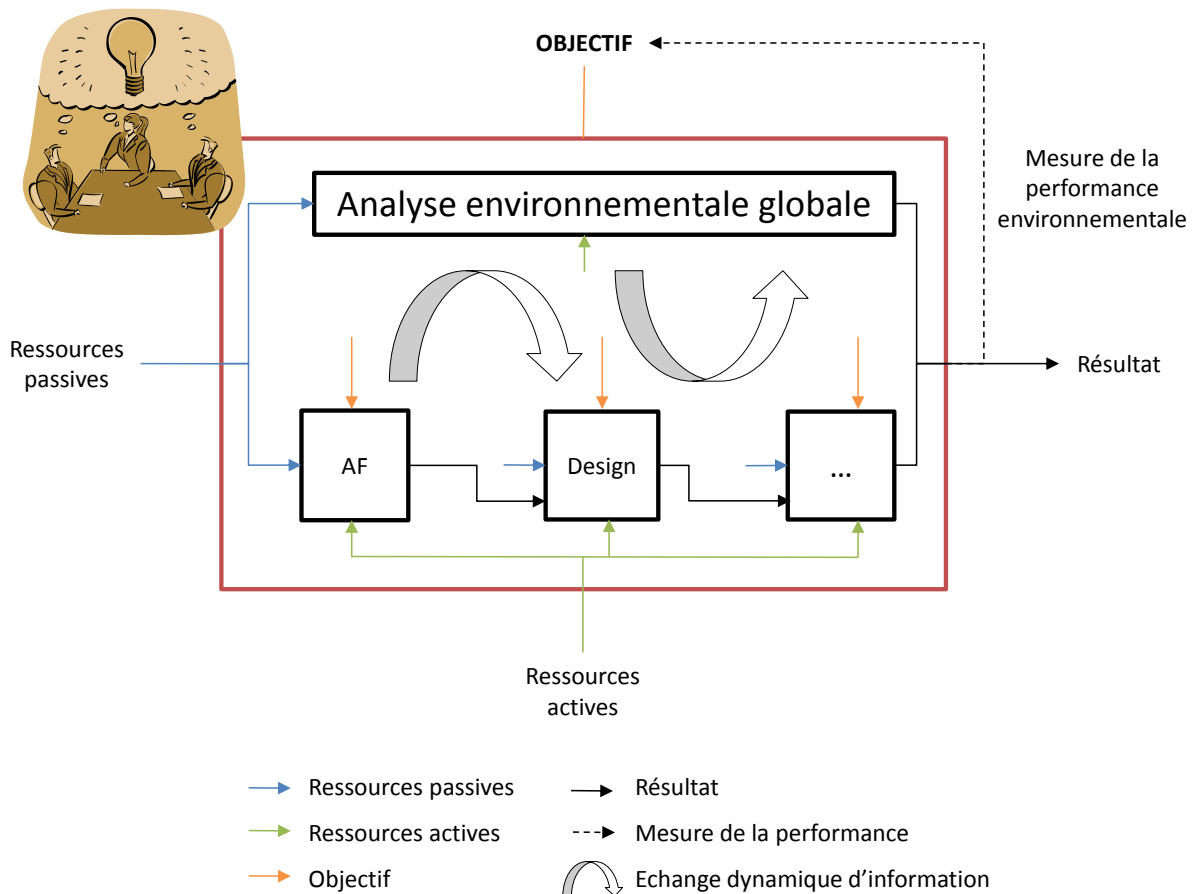 OBJECTIF
Mesure de la
performance
environnementale
Analyse environnementale globale
Ressources
passives
Résultat
AF
Design
...
Ressources
actives
Ressources passives
Résultat
Ressources actives
Mesure de la performance
Objectif
Echange dynamique d'information